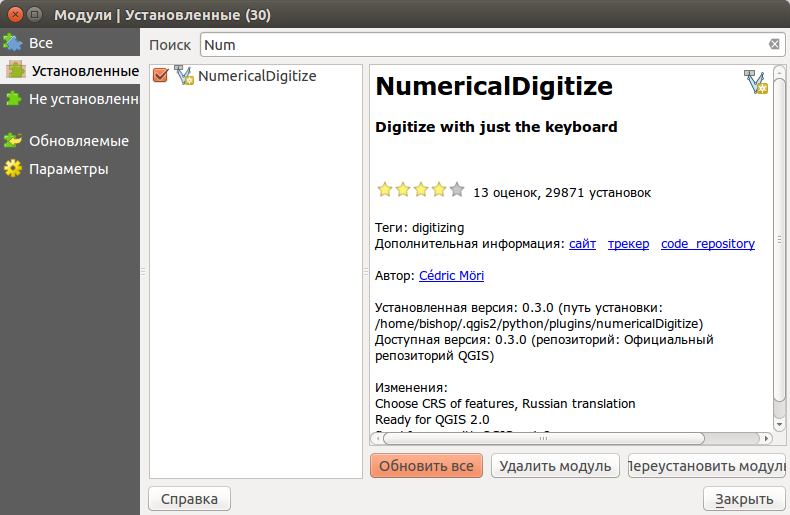 Модули | Установленные (30)
Все
Установленные
Не установленн
Обновляемые
Параметры
Поиск
Num
NumericalDigitize
NumericalDigitize
Digitize with just the keyboard
13 оценок, 29871 установок
Теги: digitizing
Дополнительная информация: сайт трекер code repository
Автор: Cédric Möri
Установленная версия: 0.3.0 (путь установки:
/home/bishop/.qgis2/python/plugins/numericalDigitize)
Доступная версия: 0.3.0 (репозиторий: Официальный
репозиторий QGIS)
Изменения:
Choose CRS of features, Russian translation
Ready for QGIS 2.0
Обновить все
Удалить модуль
Переустановить модуль
Справка
Закрыть